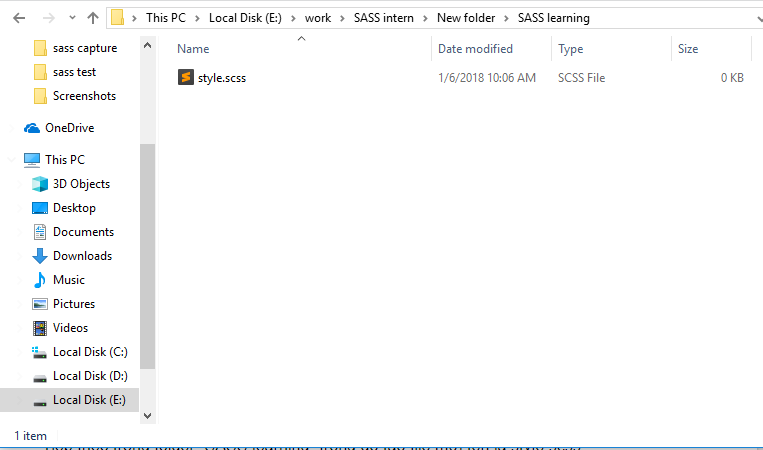 This PC > Local Disk (E:) > work > SASS intern > New folder > SASS learning
Name Date modified Type Size
sass capture
sass test
Screenshots
OneDrive
This PC
3D Objects
Desktop
Documents
Downloads
Music
Pictures
Videos
Local Disk (C:)
Local Disk (D:)
Local Disk (E:)
style.scss 1/6/2018 10:06 AM SCSS File 0 KB
1 item